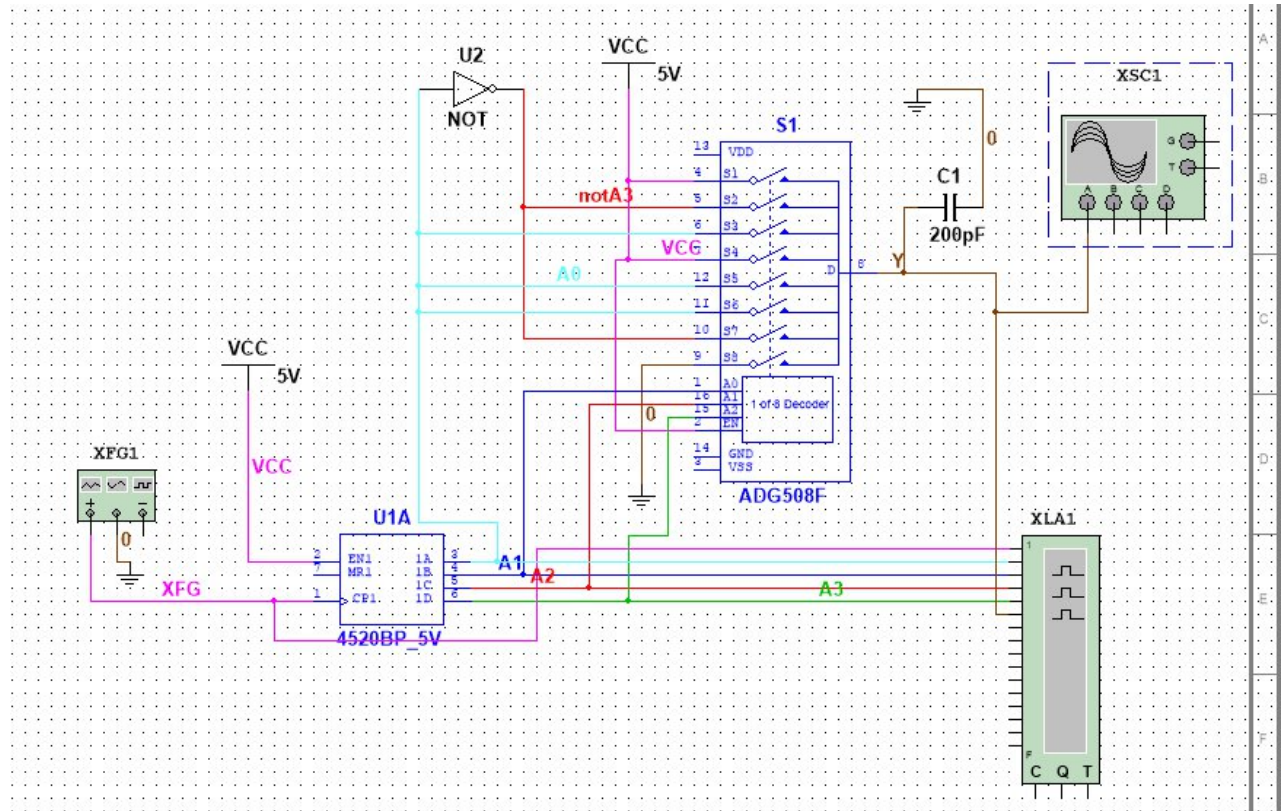 A
VCC
U2
5V
XSC1
NOT
S1
G
T
0
13 VDD
4 S1
C1
B
A B C D
notA3
5 S2
200pF
6 S3
VCC
S4
Y
D 8
A0
12 S5
11 S6
C
10 S7
VCC
9 S8
5V
1 A0
16 A1
1 of 8 Decoder
0
15 A2
2 EN
14 GND
D
XFG1
VCC
3 VSS
ADG508F
+
U1A
XLA1
0
2 EN1 1A 3
1
7 MR1 1B 4
A1
A2
1C 5
XFG
1 CP1 1D 6
A3
E
4520BP_5V
F
F
C Q T